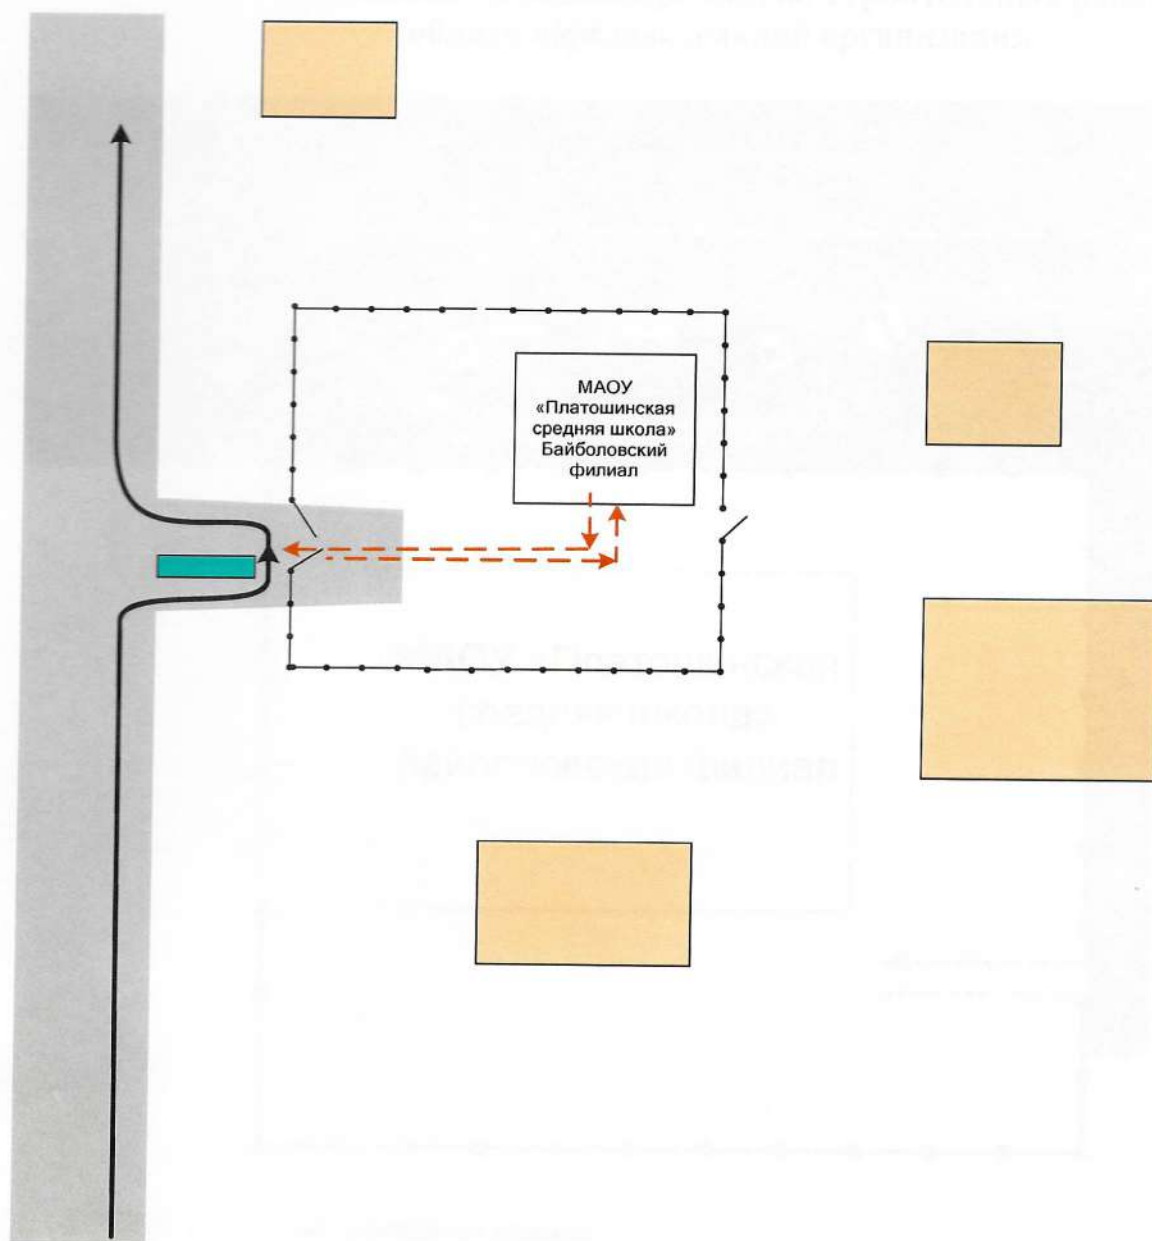 МАОУ
«Платошинская
средняя школа»
Байболовский
филиал